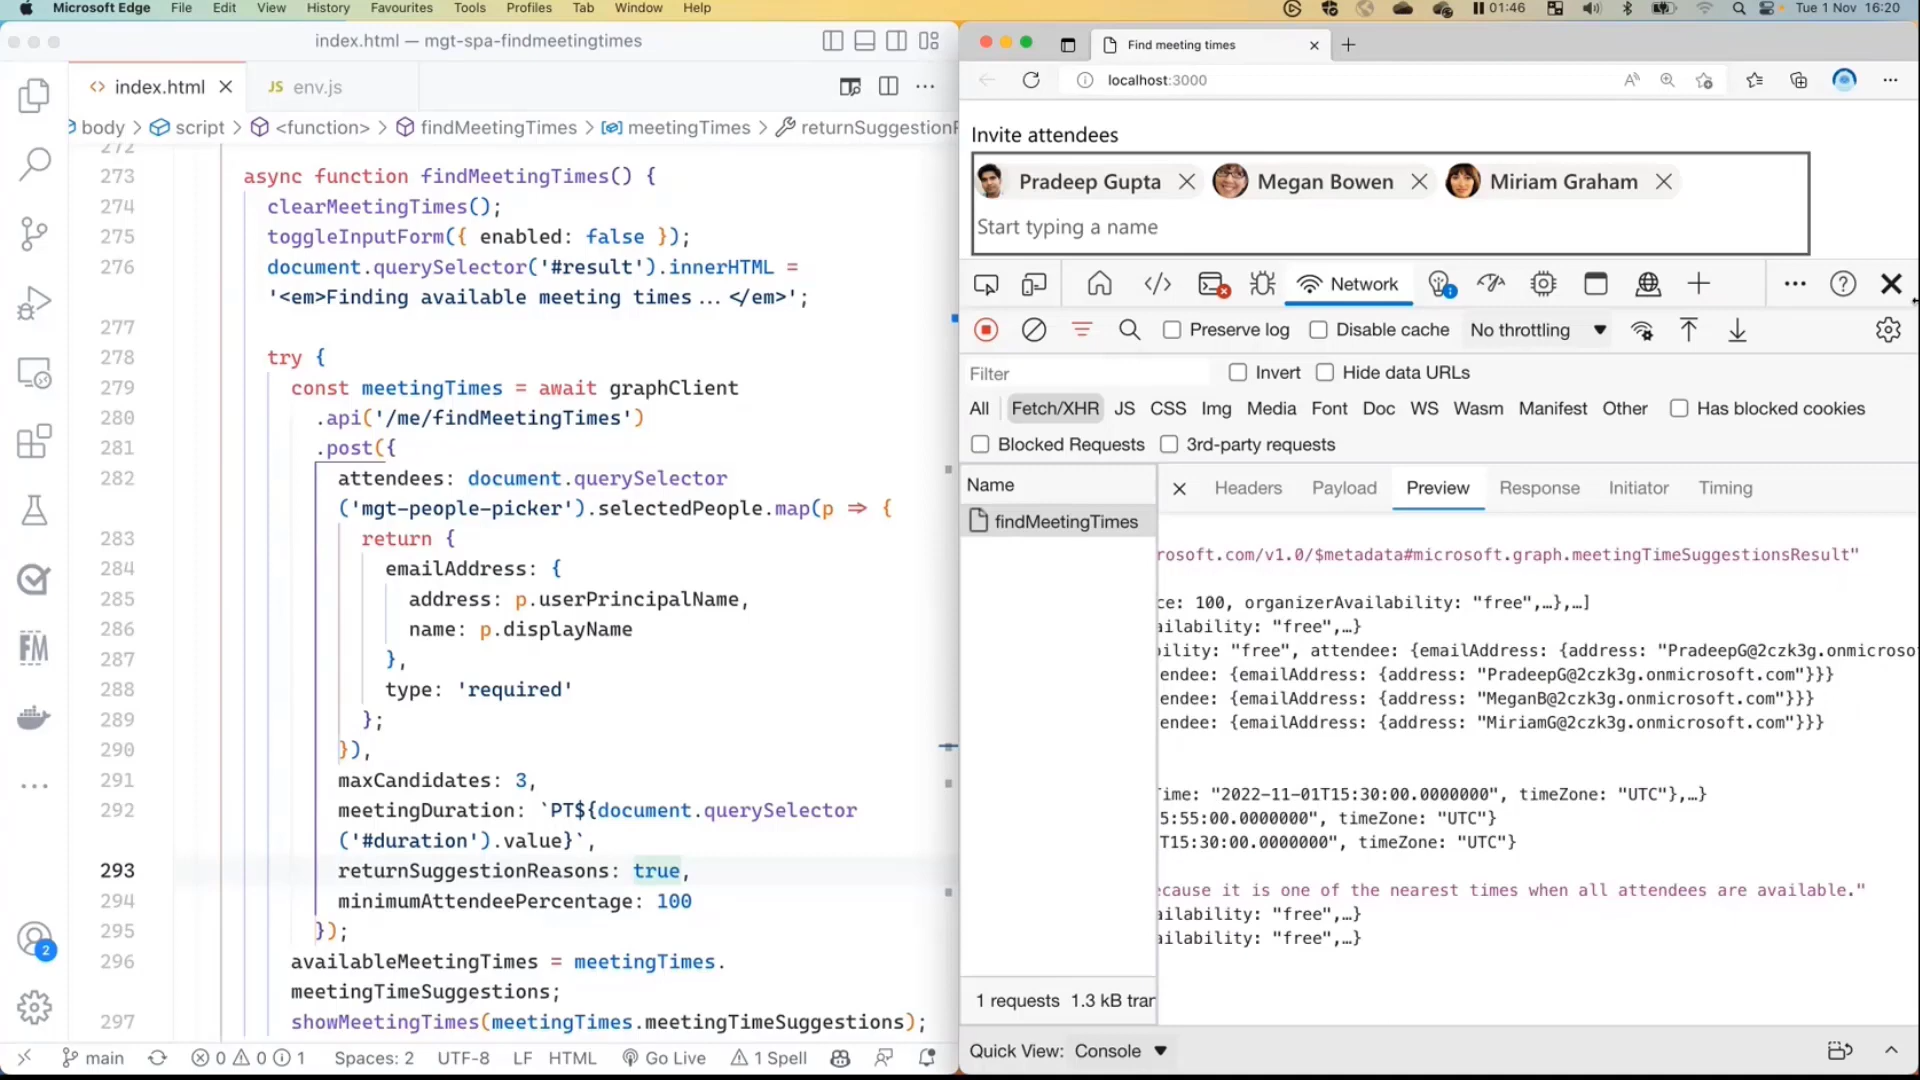 Microsoft Edge File Edit View History Favourites Tools Profiles Tab Window Help 01:46 Tue 1 Nov 16:20
index.html — mgt-spa-findmeetingtimes
index.html JS env.js
body > script > <function> > findMeetingTimes > meetingTimes >
272
273 async function findMeetingTimes() {
274 clearMeetingTimes();
275 toggleInputForm({ enabled: false });
276 document.querySelector('#result').innerHTML =
'<em>Finding available meeting times...</em>';
277
278 try {
279 const meetingTimes = await graphClient
280 .api('/me/findMeetingTimes')
281 .post({
282 attendees: document.querySelector
('mgt-people-picker').selectedPeople.map(p => {
283 return {
284 emailAddress: {
285 address: p.userPrincipalName,
286 name: p.displayName
287 },
288 type: 'required'
289 };
290 }),
291 maxCandidates: 3,
292 meetingDuration: `PT${document.querySelector
('#duration').value}`,
293 returnSuggestionReasons: true,
294 minimumAttendeePercentage: 100
295 });
296 availableMeetingTimes = meetingTimes.
meetingTimeSuggestions;
297 showMeetingTimes(meetingTimes.meetingTimeSuggestions);
2
main 0 0 1 Spaces: 2 UTF-8 LF HTML Go Live 1 Spell
Find meeting times
localhost:3000
Invite attendees
Pradeep Gupta Megan Bowen Miriam Graham
Start typing a name
Network
Preserve log Disable cache No throttling
Filter Invert Hide data URLs
All Fetch/XHR JS CSS Img Media Font Doc WS Wasm Manifest Other Has blocked cookies
Blocked Requests 3rd-party requests
Name Headers Payload Preview Response Initiator Timing
findMeetingTimes
rosoft.com/v1.0/$metadata#microsoft.graph.meetingTimeSuggestionsResult"
ce: 100, organizerAvailability: "free",…},…]
ailability: "free",…}
bility: "free", attendee: {emailAddress: {address: "PradeepG@2czk3g.onmicroso
endee: {emailAddress: {address: "PradeepG@2czk3g.onmicrosoft.com"}}}
endee: {emailAddress: {address: "MeganB@2czk3g.onmicrosoft.com"}}}
endee: {emailAddress: {address: "MiriamG@2czk3g.onmicrosoft.com"}}}
ime: "2022-11-01T15:30:00.0000000", timeZone: "UTC"},…}
5:55:00.0000000", timeZone: "UTC"}
T15:30:00.0000000", timeZone: "UTC"}
ecause it is one of the nearest times when all attendees are available."
ailability: "free",…}
ailability: "free",…}
1 requests 1.3 kB tran
Quick View: Console